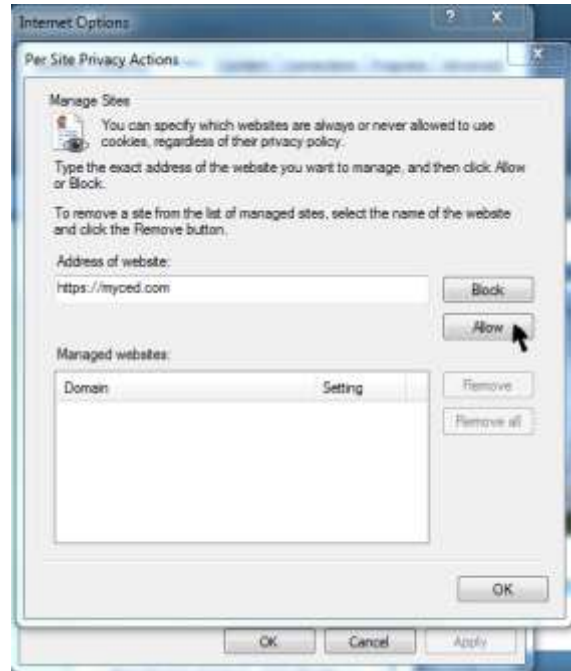 Internet Options
Per Site Privacy Actions
Manage Sites
You can specify which websites are always or never allowed to use
cookies, regardless of their privacy policy.
Type the exact address of the website you want to manage, and then click Allow
or Block.
To remove a site from the list of managed sites, select the name of the website
and click the Remove button.
Address of website:
https://myced.com
Block
Allow
Managed websites:
Domain Setting
Remove
Remove all
OK
OK Cancel Apply